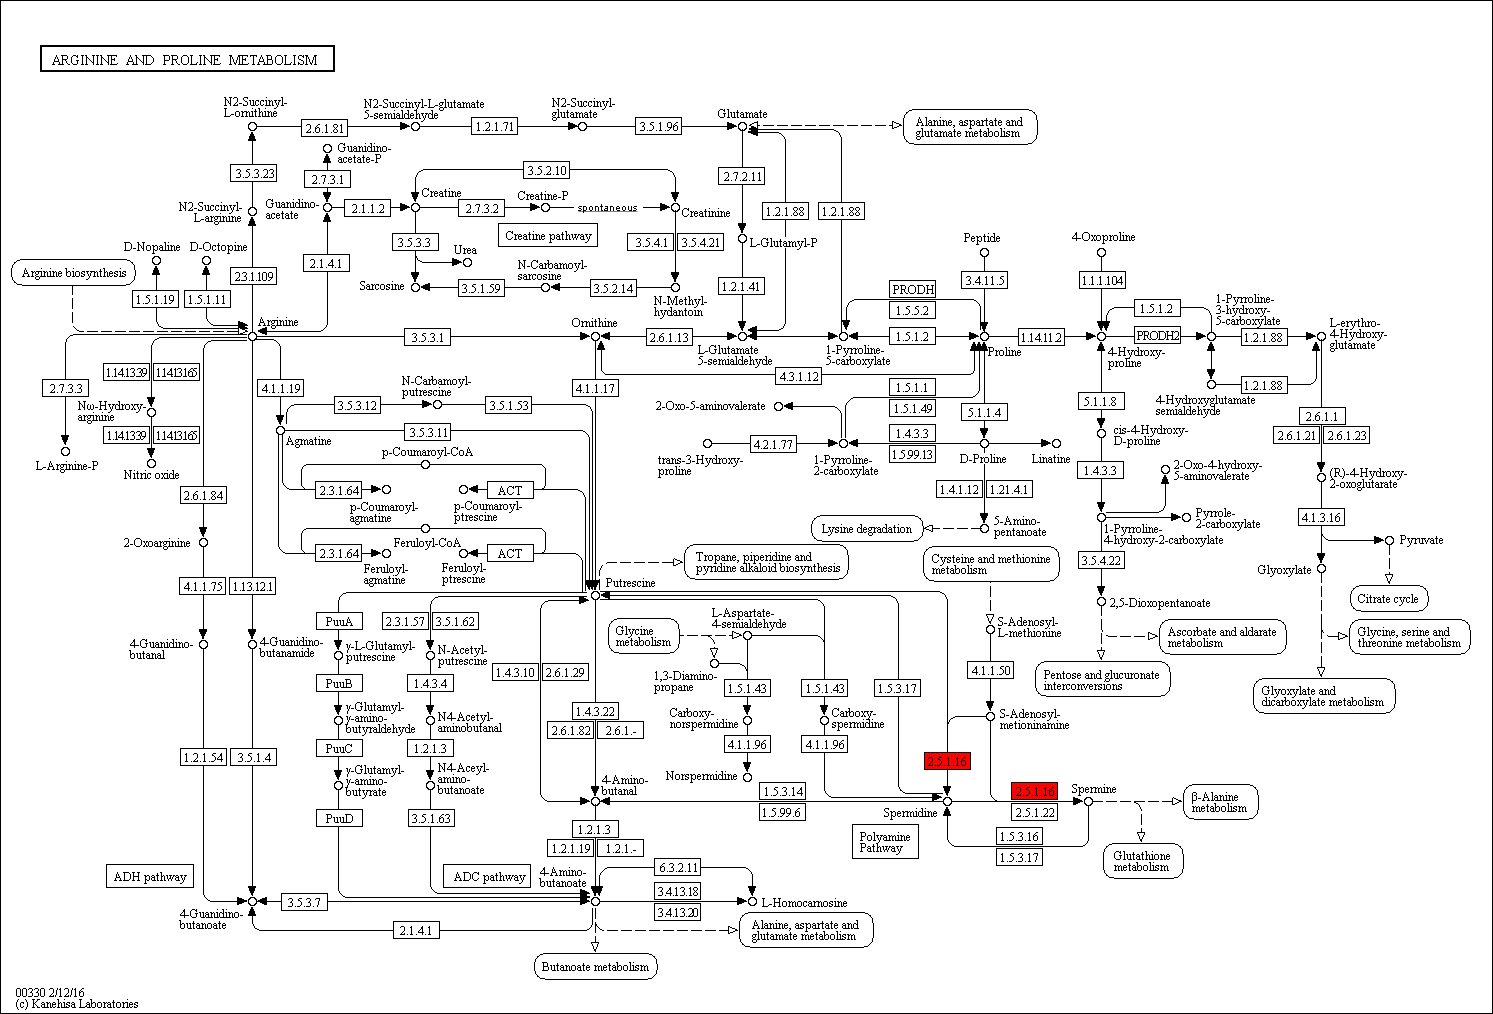 ARGININE AND PROLINE METABOLISM
N2-Succinyl-
L-ornithine
2.6.1.81
N2-Succinyl-L-glutamate
5-semialdehyde
1.2.1.71
N2-Succinyl-
glutamate
3.5.1.96
Glutamate
Alanine, aspartate and
glutamate metabolism
Guanidino-
acetate-P
3.5.3.23
2.7.3.1
3.5.2.10
2.7.2.11
N2-Succinyl-
L-arginine
Guanidino-
acetate
2.1.1.2
Creatine
2.7.3.2
Creatine-P
spontaneous
Creatinine
1.2.1.88
1.2.1.88
Creatine pathway
3.5.3.3
Urea
3.5.4.1
3.5.4.21
L-Glutamyl-P
Peptide
4-Oxoproline
D-Nopaline
D-Octopine
Arginine biosynthesis
2.3.1.109
2.1.4.1
N-Carbamoyl-
sarcosine
Sarcosine
3.5.1.59
3.5.2.14
N-Methyl-
hydantoin
1.2.1.41
3.4.11.5
1.1.1.104
1.5.1.19
1.5.1.11
PRODH
1.5.5.2
1.5.1.2
1-Pyrroline-
3-hydroxy-
5-carboxylate
Arginine
3.5.3.1
Ornithine
2.6.1.13
L-Glutamate
5-semialdehyde
1-Pyrroline-
5-carboxylate
1.5.1.2
Proline
1.14.11.2
4-Hydroxy-
proline
PRODH2
1.2.1.88
L-erythro-
4-Hydroxy-
glutamate
2.7.3.3
1.14.13.39
1.14.13.165
4.1.1.19
N-Carbamoyl-
putrescine
4.1.1.17
4.3.1.12
1.5.1.1
1.5.1.49
1.2.1.88
4-Hydroxyglutamate
semialdehyde
Nω-Hydroxy-
arginine
3.5.3.12
3.5.1.53
2-Oxo-5-aminovalerate
5.1.1.4
5.1.1.8
2.6.1.1
2.6.1.21
2.6.1.23
1.14.13.39
1.14.13.165
Agmatine
3.5.3.11
cis-4-Hydroxy-
D-proline
L-Arginine-P
Nitric oxide
p-Coumaroyl-CoA
trans-3-Hydroxy-
proline
4.2.1.77
1-Pyrroline-
2-carboxylate
1.4.3.3
1.5.99.13
D-Proline
Linatine
1.4.3.3
2-Oxo-4-hydroxy-
5-aminovalerate
(R)-4-Hydroxy-
2-oxoglutarate
2.6.1.84
2.3.1.64
ACT
p-Coumaroyl-
agmatine
p-Coumaroyl-
ptrescine
1.4.1.12
1.21.4.1
Pyrrole-
2-carboxylate
4.1.3.16
Lysine degradation
5-Amino-
pentanoate
1-Pyrroline-
4-hydroxy-2-carboxylate
2-Oxoarginine
Feruloyl-CoA
2.3.1.64
ACT
Feruloyl-
agmatine
Feruloyl-
ptrescine
Tropane, piperidine and
pyridine alkaloid biosynthesis
Cysteine and methionine
metabolism
3.5.4.22
Pyruvate
Glyoxylate
4.1.1.75
1.13.12.1
Putrescine
2,5-Dioxopentanoate
Citrate cycle
PuuA
2.3.1.57
3.5.1.62
Glycine
metabolism
L-Aspartate-
4-semialdehyde
S-Adenosyl-
L-methionine
Ascorbate and aldarate
metabolism
Glycine, serine and
threonine metabolism
4-Guanidino-
butanal
4-Guanidino-
butanamide
γ-L-Glutamyl-
putrescine
N-Acetyl-
putrescine
1.4.3.10
2.6.1.29
1,3-Diamino-
propane
4.1.1.50
Pentose and glucuronate
interconversions
PuuB
1.4.3.4
1.5.1.43
1.5.1.43
1.5.3.17
Glyoxylate and
dicarboxylate metabolism
γ-Glutamyl-
γ-amino-
butyraldehyde
N4-Acetyl-
aminobutanal
1.4.3.22
2.6.1.82
2.6.1.-
Carboxy-
norspermidine
Carboxy-
spermidine
S-Adenosyl-
metioninamine
1.2.1.54
3.5.1.4
PuuC
1.2.1.3
4.1.1.96
4.1.1.96
2.5.1.16
γ-Glutamyl-
γ-amino-
butyrate
N4-Aceyl-
amino-
butanoate
4-Amino-
butanal
Norspermidine
1.5.3.14
1.5.99.6
Spermidine
2.5.1.16
2.5.1.22
Spermine
β-Alanine
metabolism
PuuD
3.5.1.63
1.2.1.3
1.2.1.19
1.2.1.-
Polyamine
Pathway
1.5.3.16
1.5.3.17
Glutathione
metabolism
ADH pathway
ADC pathway
4-Amino-
butanoate
6.3.2.11
3.4.13.18
3.4.13.20
L-Homocarnosine
4-Guanidino-
butanoate
3.5.3.7
2.1.4.1
Alanine, aspartate and
glutamate metabolism
Butanoate metabolism
00330 2/12/16
(c) Kanehisa Laboratories